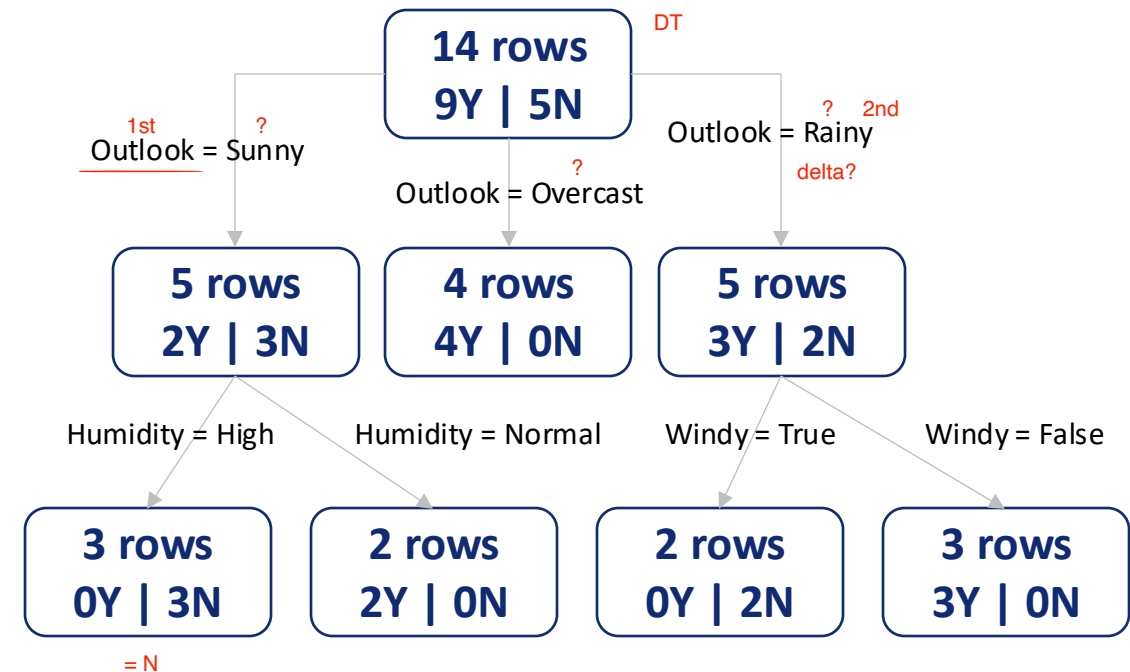 14 rows
9Y | 5N
DT
1st ?
Outlook = Sunny
?
Outlook = Overcast
? 2nd
Outlook = Rainy
delta?
5 rows
2Y | 3N
4 rows
4Y | 0N
5 rows
3Y | 2N
Humidity = High
Humidity = Normal
Windy = True
Windy = False
3 rows
0Y | 3N
2 rows
2Y | 0N
2 rows
0Y | 2N
3 rows
3Y | 0N
= N